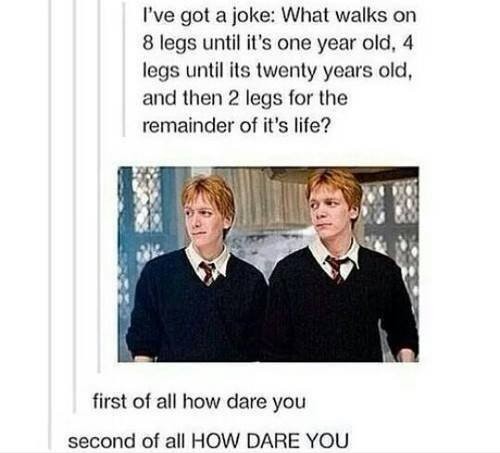 I've got a joke: What walks on
8 legs until it's one year old, 4
legs until its twenty years old,
and then 2 legs for the
remainder of it's life?
first of all how dare you
second of all HOW DARE YOU